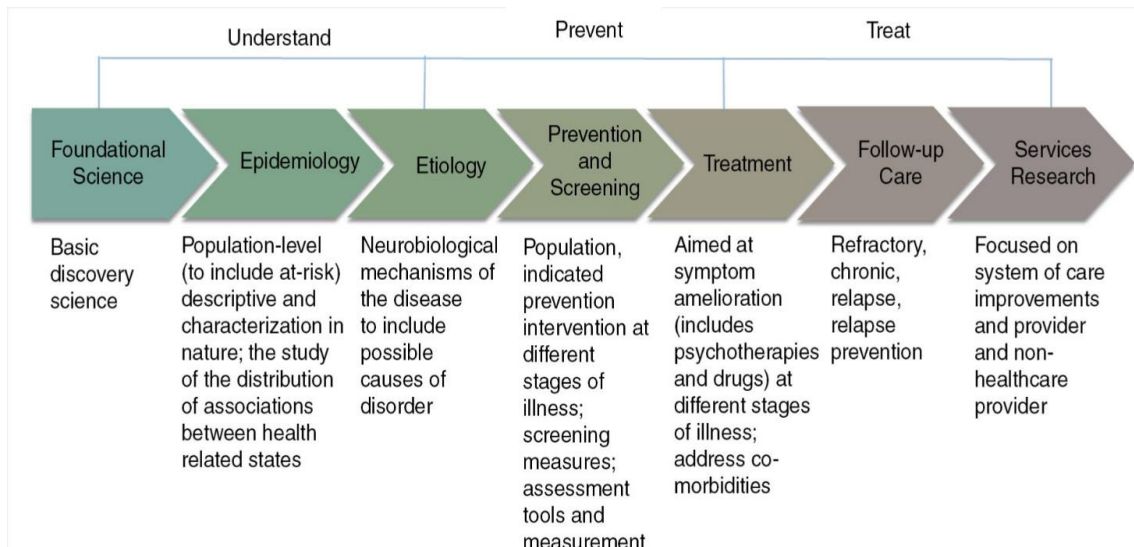 Understand
Prevent
Treat
Foundational
Science
Epidemiology
Etiology
Prevention
and
Screening
Treatment
Follow-up
Care
Services
Research
Basic
discovery
science
Population-level
(to include at-risk)
descriptive and
characterization in
nature; the study
of the distribution
of associations
between health
related states
Neurobiological
mechanisms of
the disease
to include
possible
causes of
disorder
Population,
indicated
prevention
intervention at
different
stages of
illness;
screening
measures;
assessment
tools and
measurement
Aimed at
symptom
amelioration
(includes
psychotherapies
and drugs) at
different stages
of illness;
address co-
morbidities
Refractory,
chronic,
relapse,
relapse
prevention
Focused on
system of care
improvements
and provider
and non-
healthcare
provider